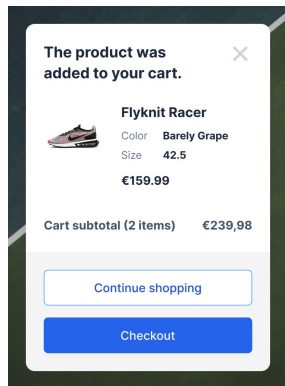 The product was
added to your cart.
Flyknit Racer
Color Barely Grape
Size 42.5
€159.99
Cart subtotal (2 items) €239,98
Continue shopping
Checkout